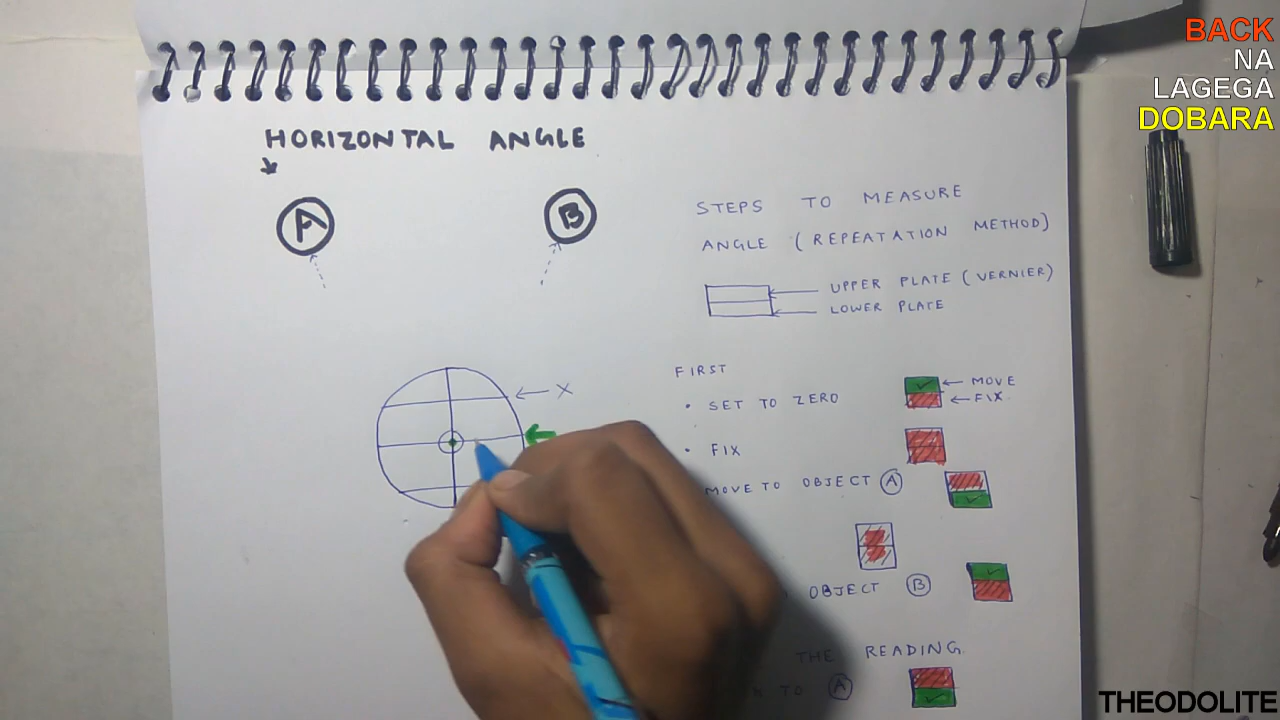 BACK
NA
LAGEGA
DOBARA
HORIZONTAL ANGLE
A
B
STEPS TO MEASURE
ANGLE (REPEATATION METHOD)
UPPER PLATE (VERNIER)
LOWER PLATE
X
FIRST
• SET TO ZERO
MOVE
FIX
• FIX
MOVE TO OBJECT A
OBJECT B
THE READING
TO A
THEODOLITE